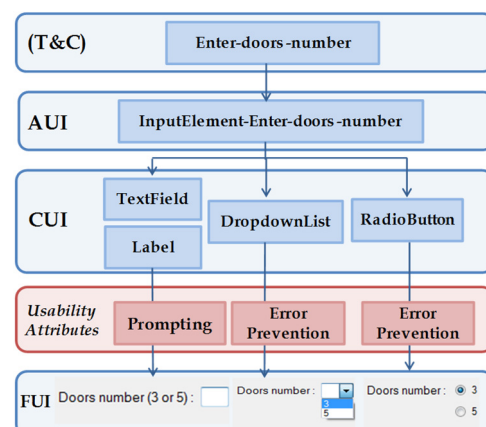 (T&C)
Enter-doors-number
AUI
InputElement-Enter-doors-number
CUI
TextField
Label
DropdownList
RadioButton
Usability
Attributes
Prompting
Error
Prevention
Error
Prevention
FUI
Doors number (3 or 5) :
Doors number :
3
5
Doors number :
3
5